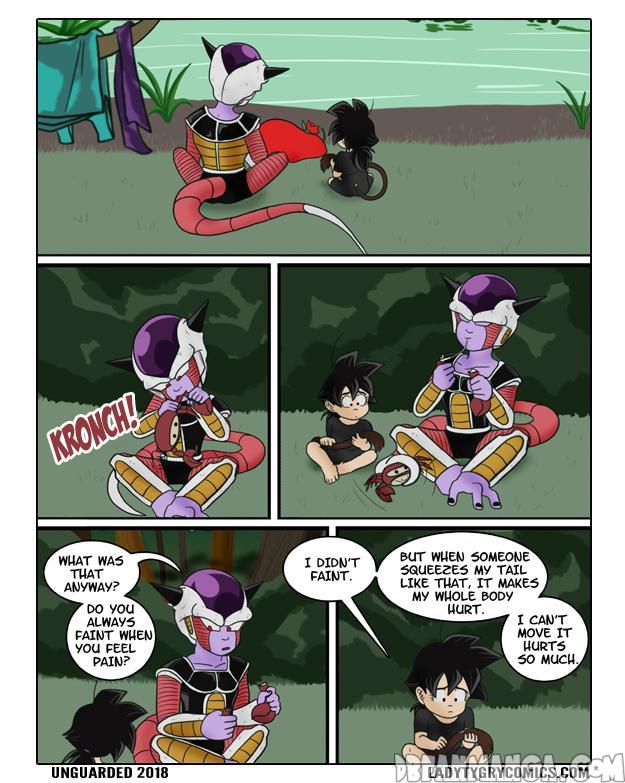 KRONCH!
WHAT WAS
THAT
ANYWAY?
DO YOU
ALWAYS
FAINT WHEN
YOU FEEL
PAIN?
I DIDN'T
FAINT.
BUT WHEN SOMEONE
SQUEEZES MY TAIL
LIKE THAT, IT MAKES
MY WHOLE BODY
HURT.
I CAN'T
MOVE IT
HURTS
SO MUCH.
UNGUARDED 2018
LADYTYGRYCOMICS.COM
DBFANMANGA.COM